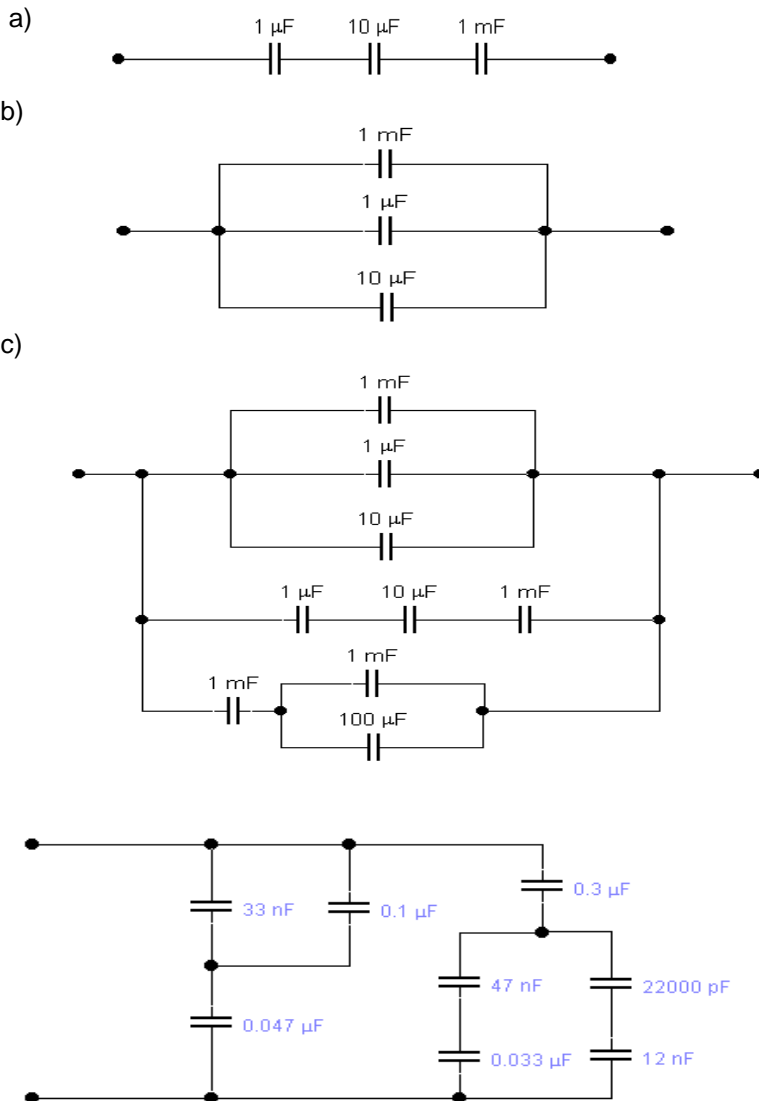 a)
1 µF 10 µF 1 mF
b)
1 mF
1 µF
10 µF
c)
1 mF
1 µF
10 µF
1 µF 10 µF 1 mF
1 mF
1 mF
100 µF
0.3 µF
33 nF 0.1 µF
47 nF 22000 pF
0.047 µF
0.033 µF 12 nF